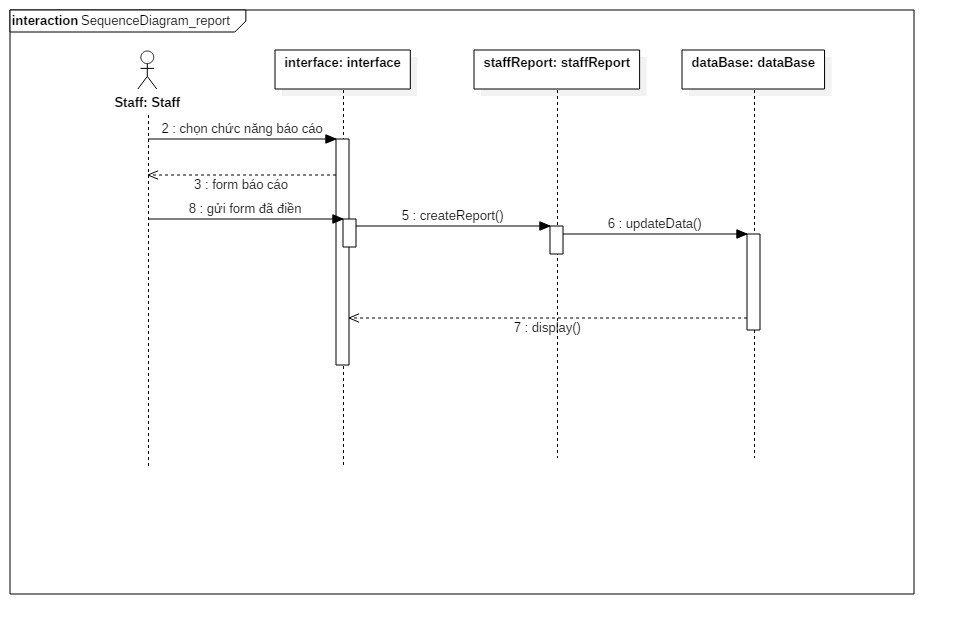 interaction SequenceDiagram_report
interface: interface
staffReport: staffReport
dataBase: dataBase
Staff: Staff
2 : chọn chức năng báo cáo
3 : form báo cáo
8 : gửi form đã điền
5 : createReport()
6 : updateData()
7 : display()